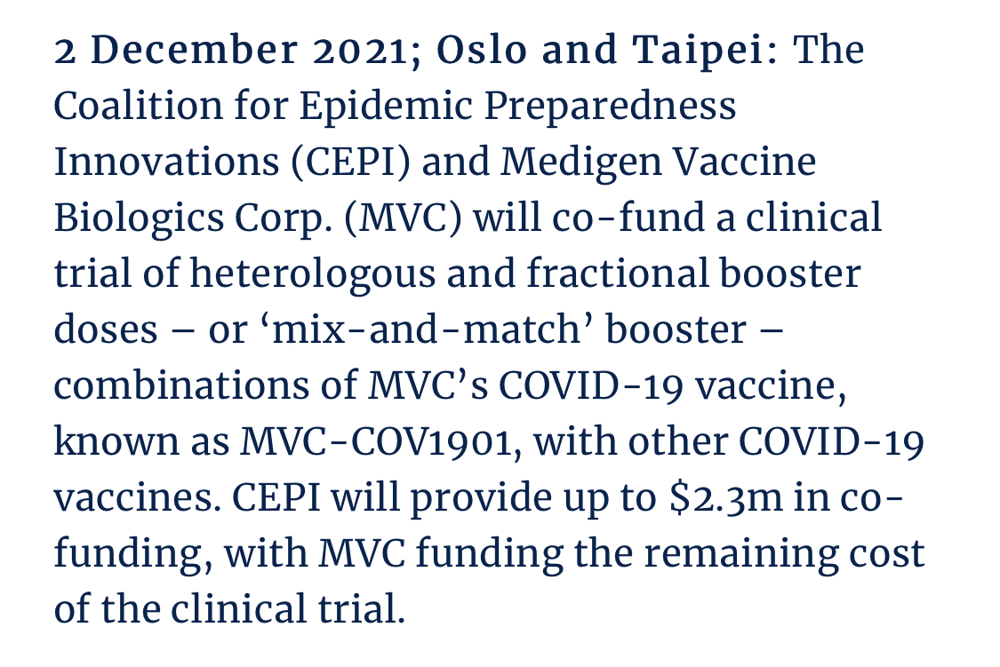 2 December 2021; Oslo and Taipei: The
Coalition for Epidemic Preparedness
Innovations (CEPI) and Medigen Vaccine
Biologics Corp. (MVC) will co-fund a clinical
trial of heterologous and fractional booster
doses – or ‘mix-and-match’ booster –
combinations of MVC’s COVID-19 vaccine,
known as MVC-COV1901, with other COVID-19
vaccines. CEPI will provide up to $2.3m in co-
funding, with MVC funding the remaining cost
of the clinical trial.